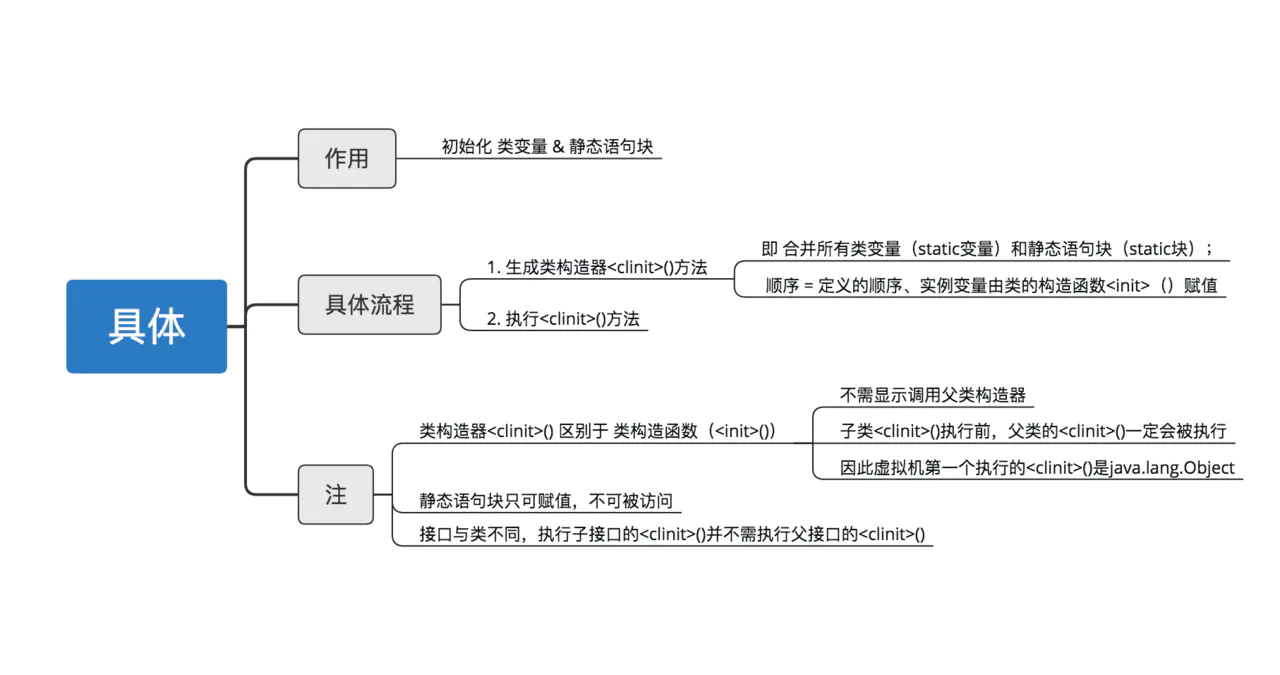 具体
作用
初始化 类变量 & 静态语句块
具体流程
1. 生成类构造器<clinit>()方法
即 合并所有类变量（static变量）和静态语句块（static块）；
顺序 = 定义的顺序、实例变量由类的构造函数<init>（）赋值
2. 执行<clinit>()方法
注
类构造器<clinit>() 区别于 类构造函数（<init>()）
不需显示调用父类构造器
子类<clinit>()执行前，父类的<clinit>()一定会被执行
因此虚拟机第一个执行的<clinit>()是java.lang.Object
静态语句块只可赋值，不可被访问
接口与类不同，执行子接口的<clinit>()并不需执行父接口的<clinit>()